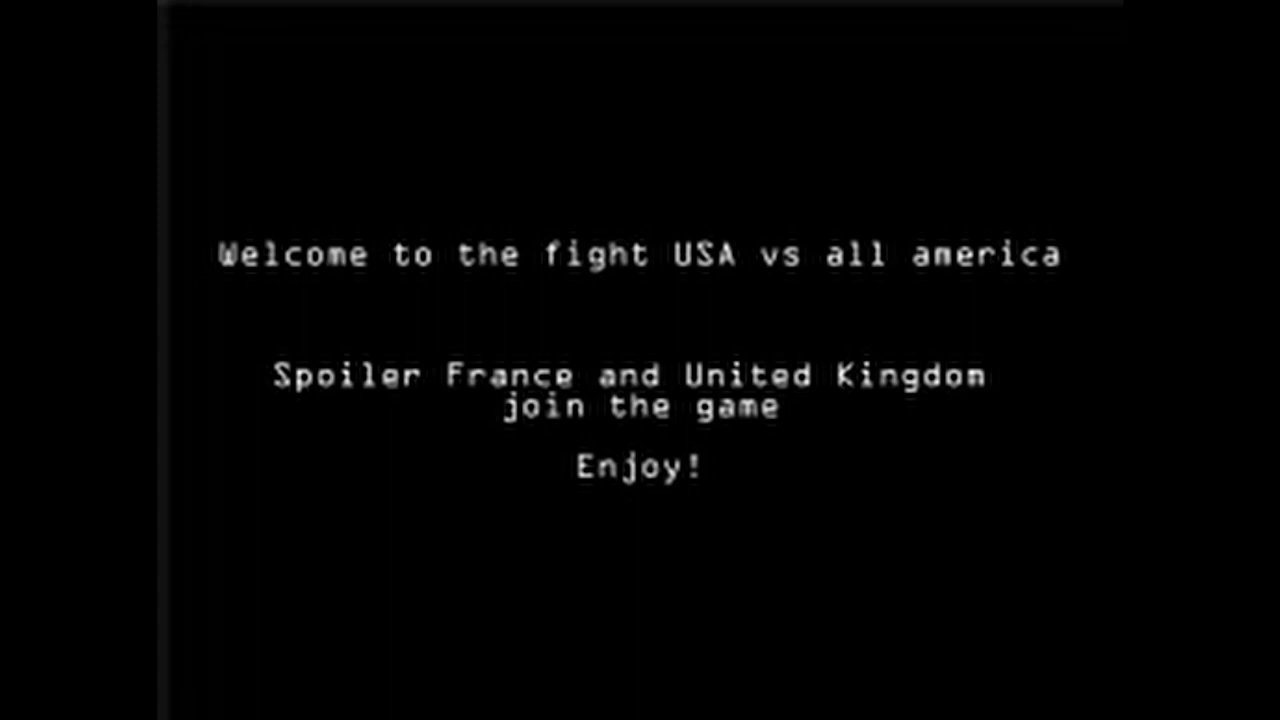 Welcome to the fight USA vs all america
Spoiler France and United Kingdom
join the game
Enjoy!